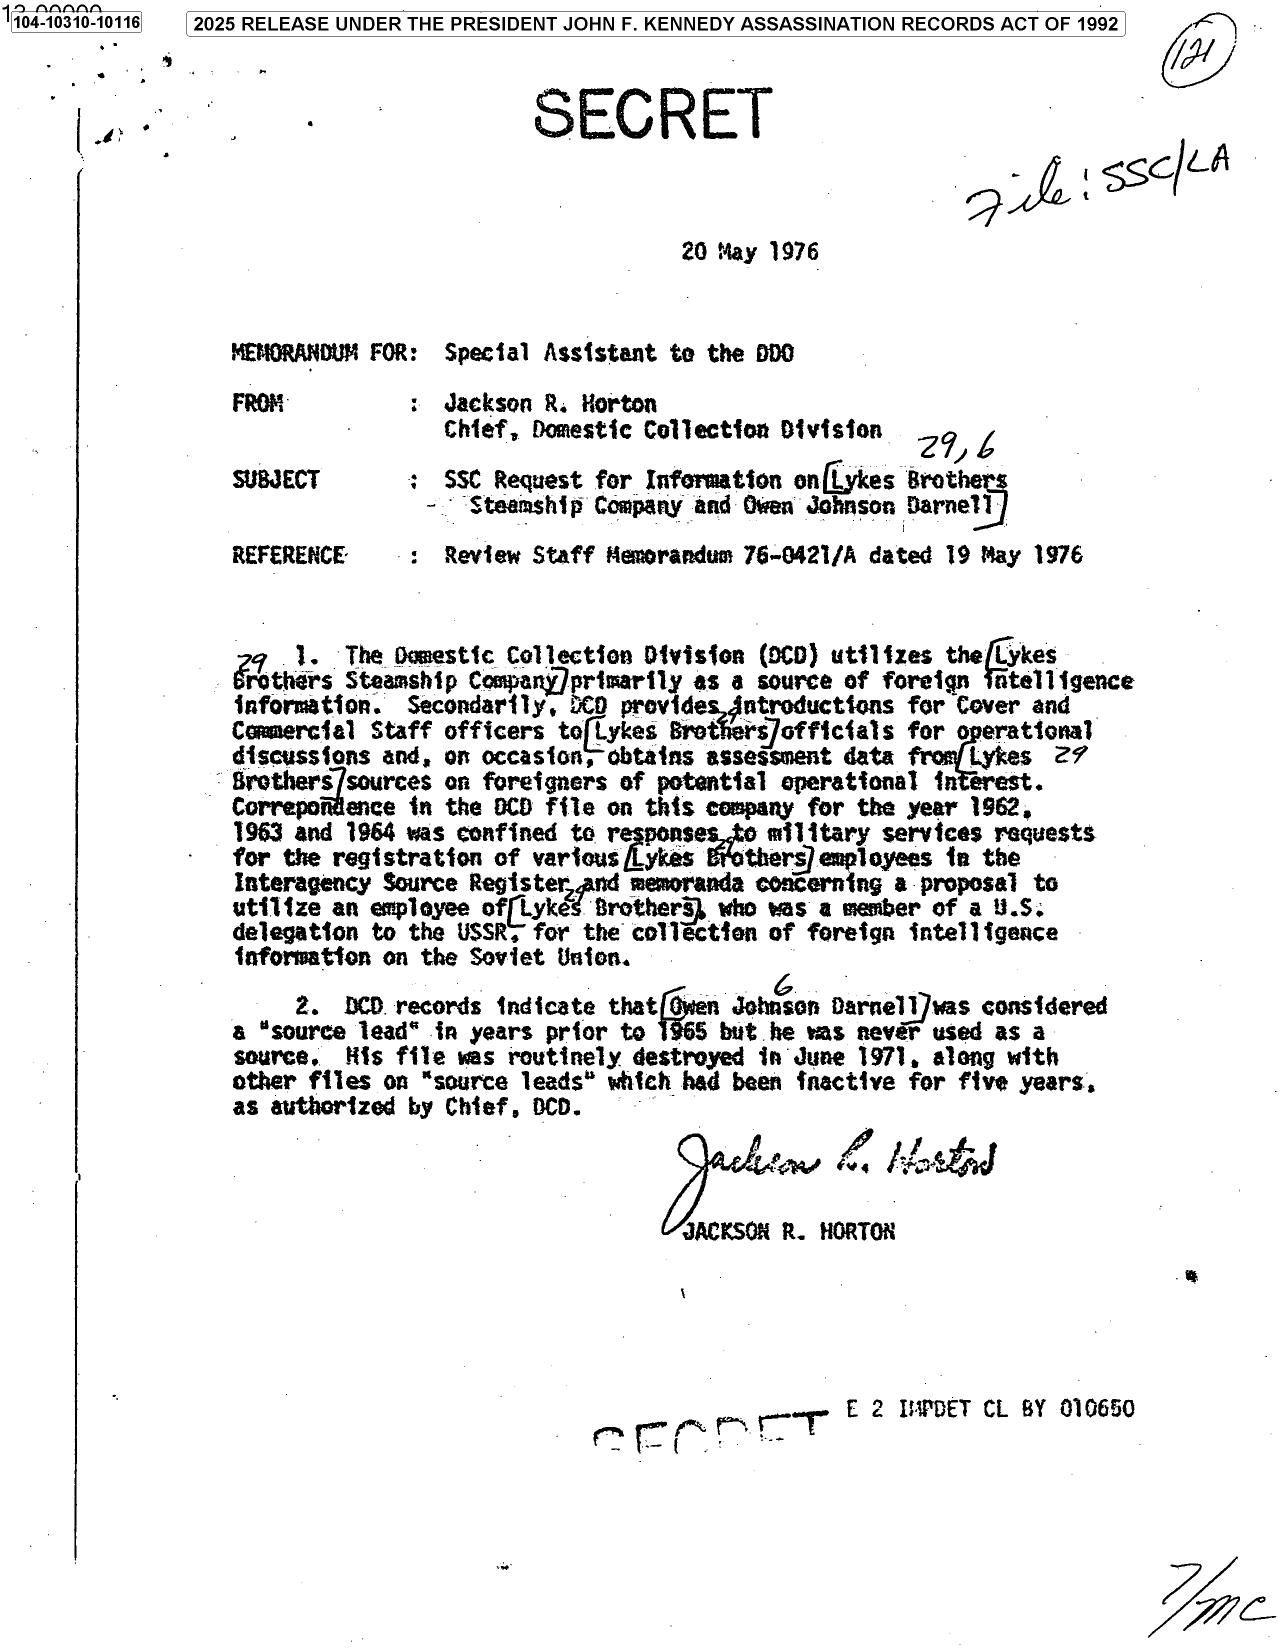 104-10310-10116
2025 RELEASE UNDER THE PRESIDENT JOHN F. KENNEDY ASSASSINATION RECORDS ACT OF 1992
121
SECRET
File: SSC/LA
20 May 1976
MEMORANDUM FOR: Special Assistant to the DDO
FROM : Jackson R. Horton
Chief, Domestic Collection Division
29, 6
SUBJECT : SSC Request for Information on [Lykes Brothers
Steamship Company and Owen Johnson Darnell]
REFERENCE : Review Staff Memorandum 76-0421/A dated 19 May 1976
29 1. The Domestic Collection Division (DCD) utilizes the [Lykes
Brothers Steamship Company] primarily as a source of foreign intelligence
information. Secondarily, DCD provides introductions for Cover and
29
Commercial Staff officers to [Lykes Brothers] officials for operational
discussions and, on occasion, obtains assessment data from [Lykes 29
Brothers] sources on foreigners of potential operational interest.
Correpondence in the DCD file on this company for the year 1962,
1963 and 1964 was confined to responses to military services requests
29
for the registration of various [Lykes Brothers] employees in the
Interagency Source Register and memoranda concerning a proposal to
29
utilize an employee of [Lykes Brothers], who was a member of a U.S.
delegation to the USSR, for the collection of foreign intelligence
information on the Soviet Union.
6
2. DCD records indicate that [Owen Johnson Darnell] was considered
a "source lead" in years prior to 1965 but he was never used as a
source. His file was routinely destroyed in June 1971, along with
other files on "source leads" which had been inactive for five years,
as authorized by Chief, DCD.
Jackson R. Horton
JACKSON R. HORTON
E 2 IMPDET CL BY 010650
SECRET
7/mc